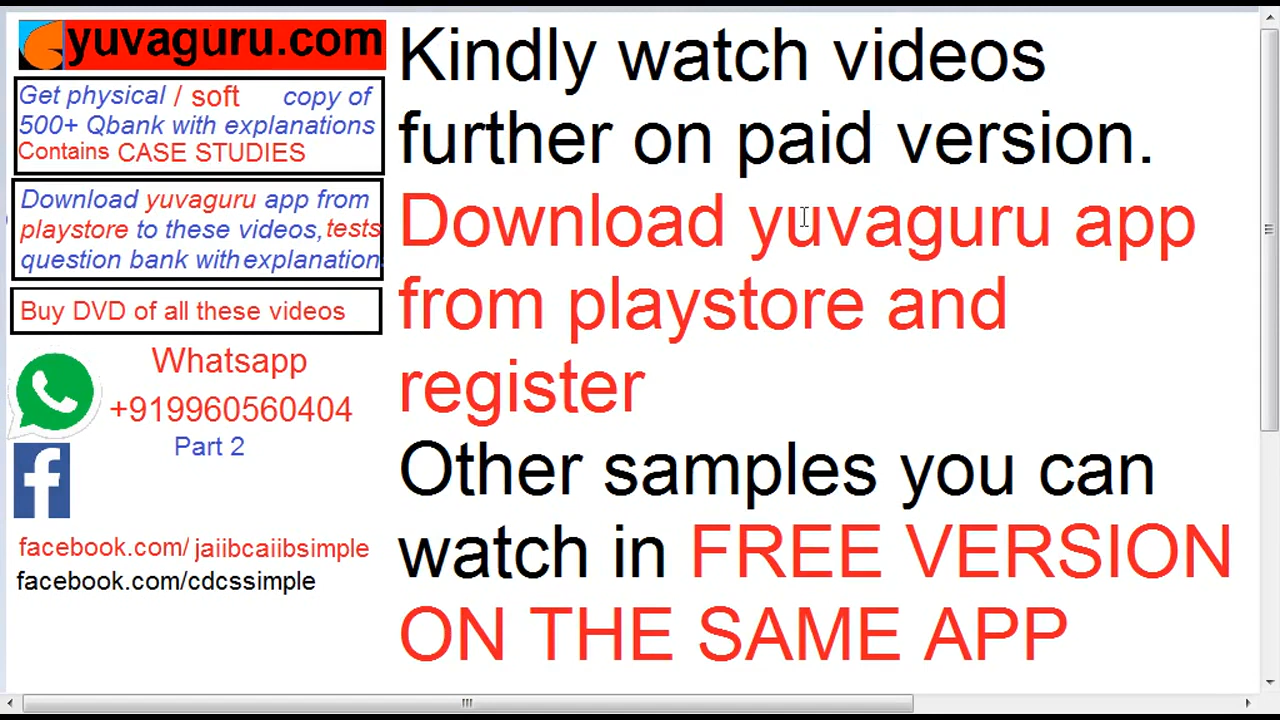 yuvaguru.com
Get physical / soft copy of
500+ Qbank with explanations
Contains CASE STUDIES
Download yuvaguru app from
playstore to these videos, tests
question bank with explanation
Buy DVD of all these videos
Whatsapp
+919960560404
Part 2
facebook.com/ jaiibcaiibsimple
facebook.com/cdcssimple
Kindly watch videos
further on paid version.
Download yuvaguru app
from playstore and
register
Other samples you can
watch in FREE VERSION
ON THE SAME APP